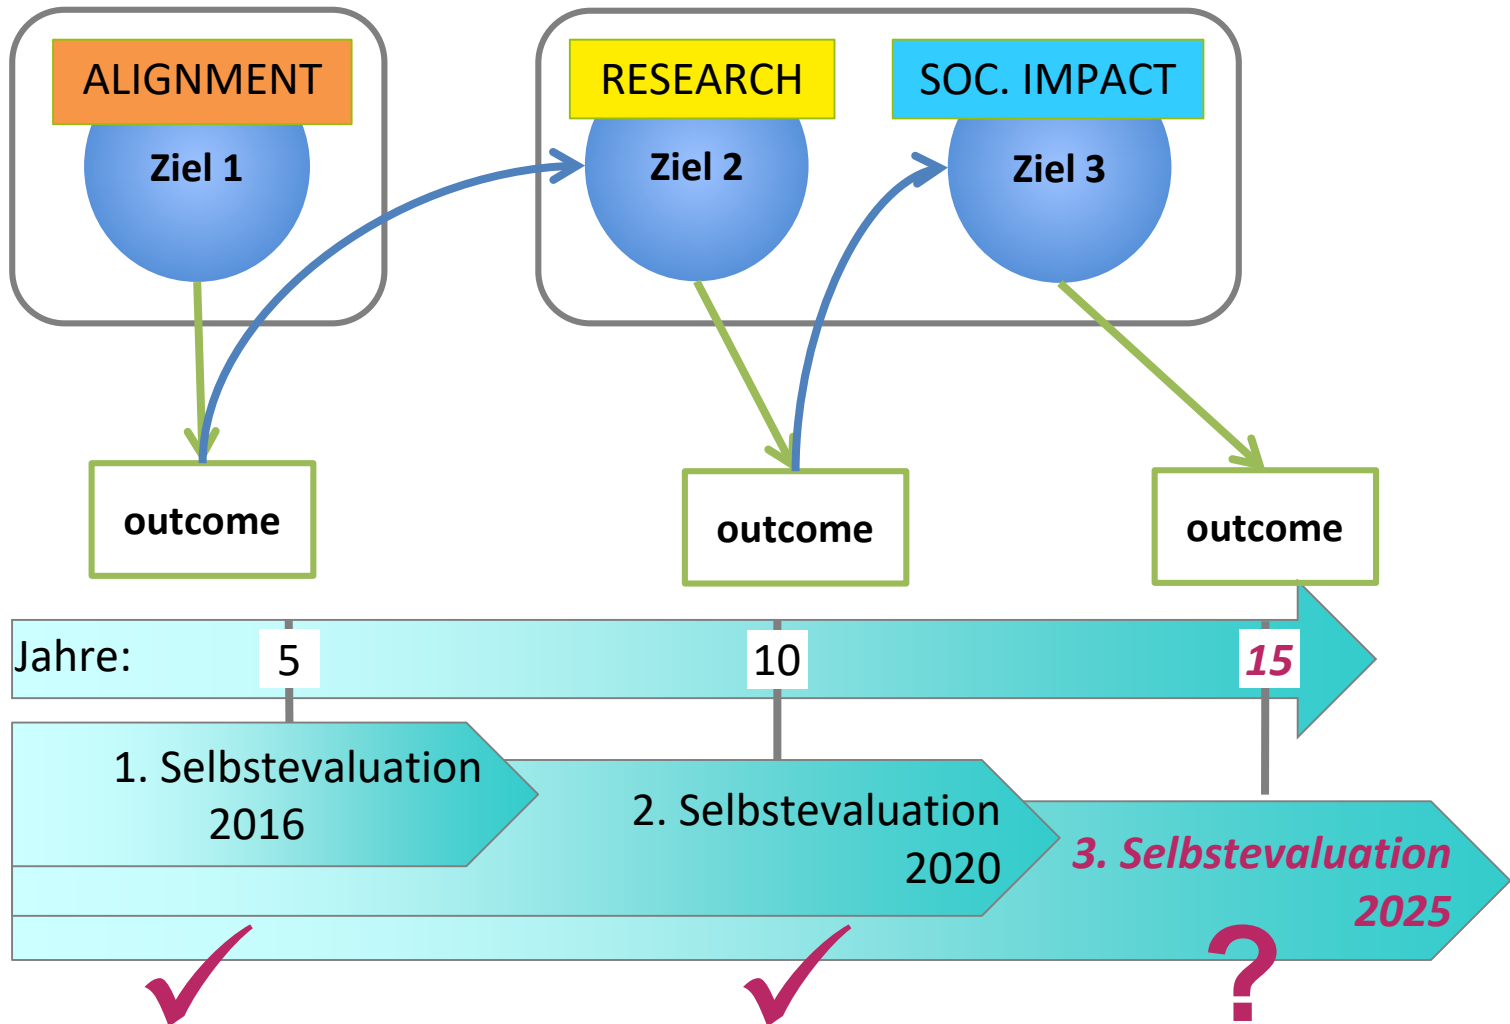 ALIGNMENT
RESEARCH
SOC. IMPACT
Ziel 1
Ziel 2
Ziel 3
outcome
outcome
outcome
Jahre:
5
10
15
1. Selbstevaluation
2016
2. Selbstevaluation
2020
3. Selbstevaluation
2025
?